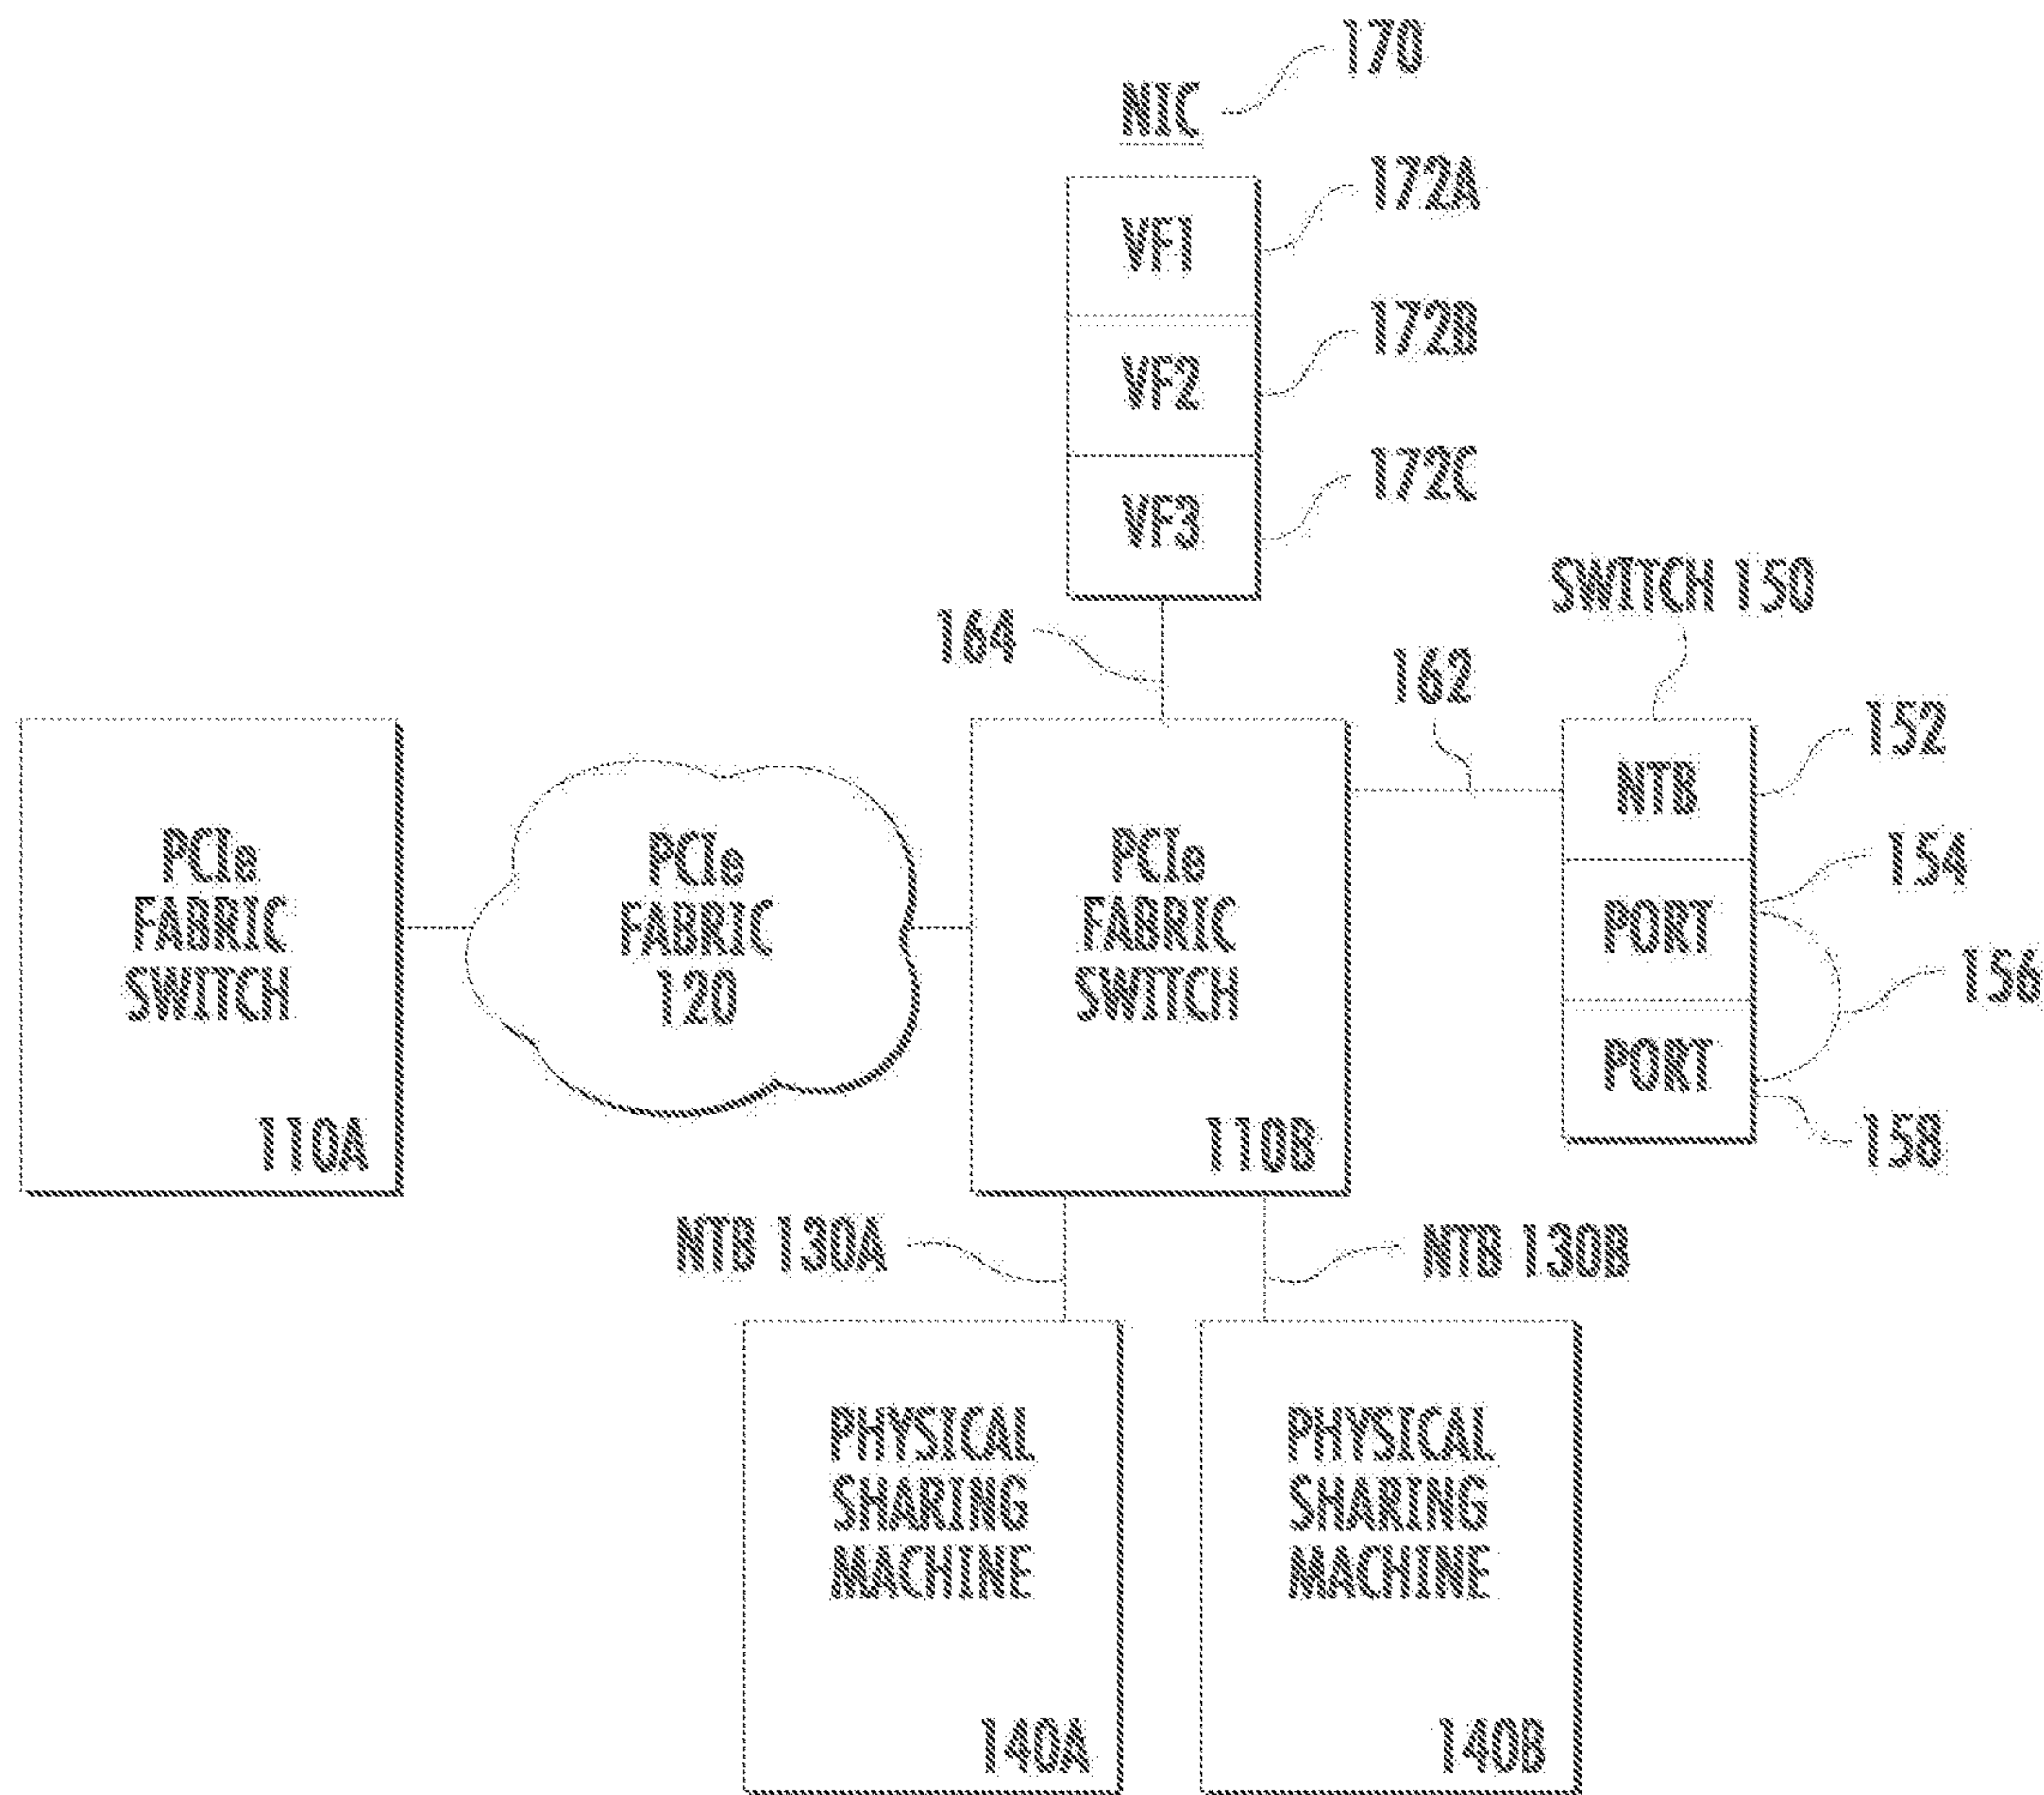 170
NIC
172A
VF1
172B
VF2
172C
VF3
SWITCH 150
164
162
152
NTB
PCIe
FABRIC
SWITCH
110A
PCIe
FABRIC
120
PCIe
FABRIC
SWITCH
110B
154
PORT
156
PORT
158
NTB 130A
NTB 130B
PHYSICAL
SHARING
MACHINE
140A
PHYSICAL
SHARING
MACHINE
140B